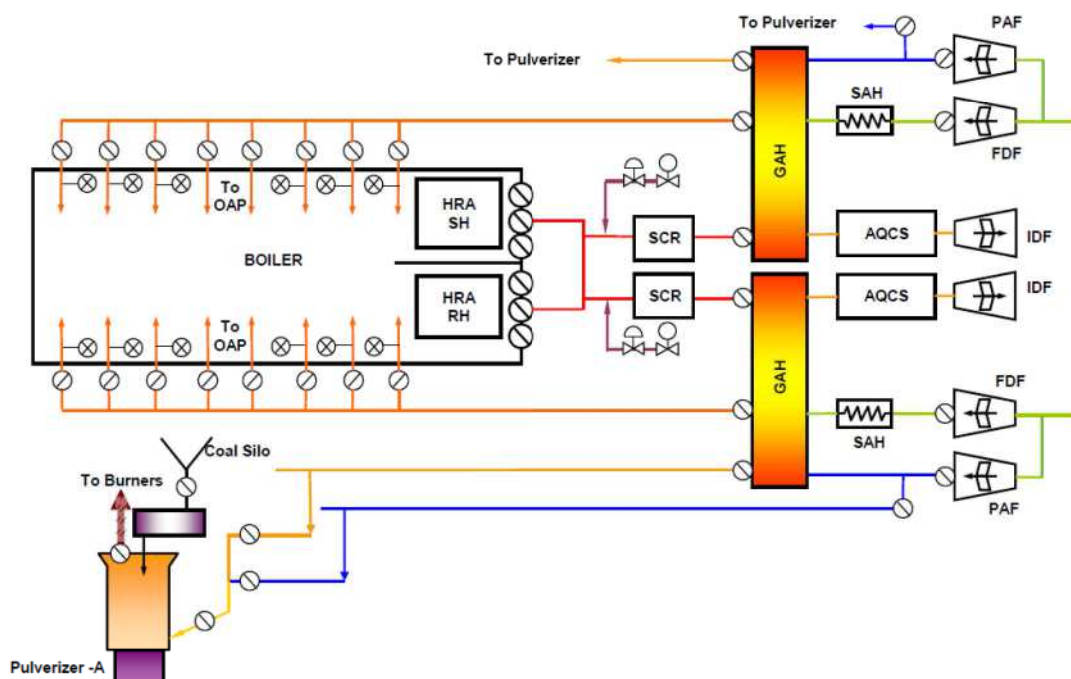 To Pulverizer
PAF
To Pulverizer
SAH
FDF
GAH
To
OAP
HRA
SH
SCR
AQCS
IDF
BOILER
HRA
RH
SCR
AQCS
IDF
To
OAP
GAH
FDF
SAH
Coal Silo
To Burners
PAF
Pulverizer -A